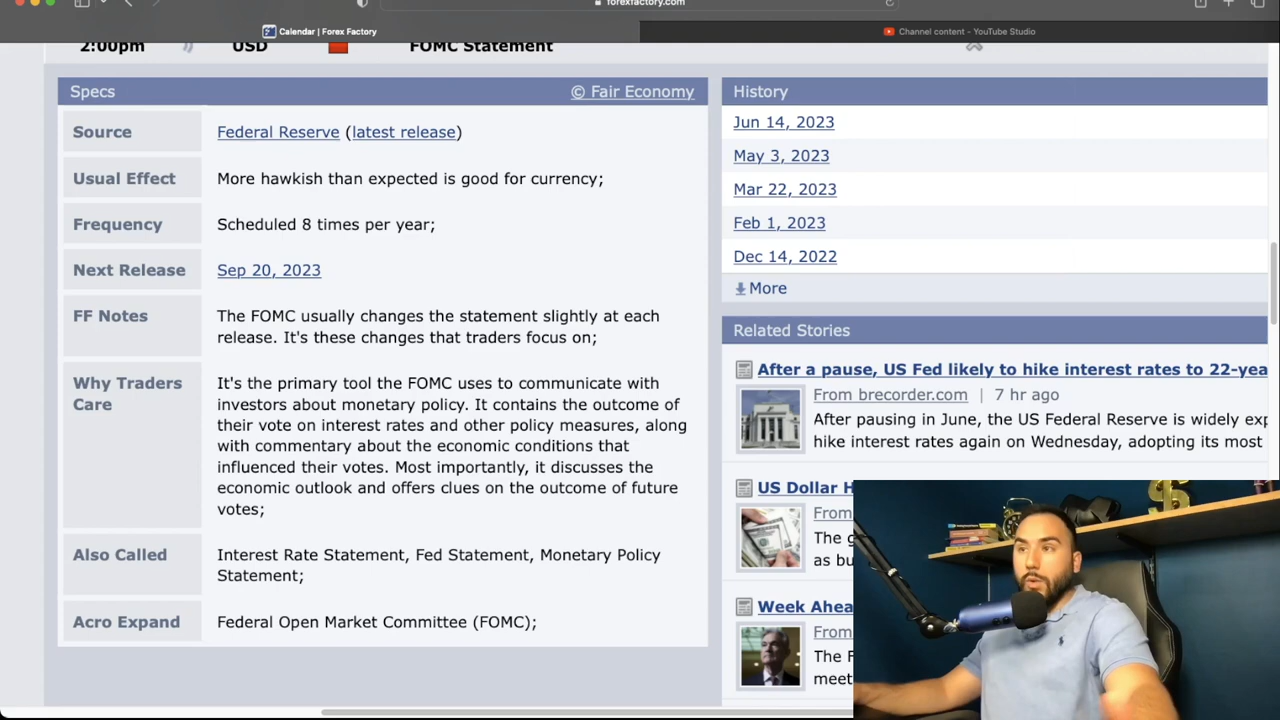 forexfactory.com
Calendar | Forex Factory
Channel content - YouTube Studio
2:00pm USD FOMC Statement
Specs © Fair Economy
Source Federal Reserve (latest release)
Usual Effect More hawkish than expected is good for currency;
Frequency Scheduled 8 times per year;
Next Release Sep 20, 2023
FF Notes The FOMC usually changes the statement slightly at each
release. It's these changes that traders focus on;
Why Traders
Care
It's the primary tool the FOMC uses to communicate with
investors about monetary policy. It contains the outcome of
their vote on interest rates and other policy measures, along
with commentary about the economic conditions that
influenced their votes. Most importantly, it discusses the
economic outlook and offers clues on the outcome of future
votes;
Also Called Interest Rate Statement, Fed Statement, Monetary Policy
Statement;
Acro Expand Federal Open Market Committee (FOMC);
History
Jun 14, 2023
May 3, 2023
Mar 22, 2023
Feb 1, 2023
Dec 14, 2022
More
Related Stories
After a pause, US Fed likely to hike interest rates to 22-yea
From brecorder.com | 7 hr ago
After pausing in June, the US Federal Reserve is widely exp
hike interest rates again on Wednesday, adopting its most
US Dollar H
From
The g
as bu
Week Ahea
From
The F
meet